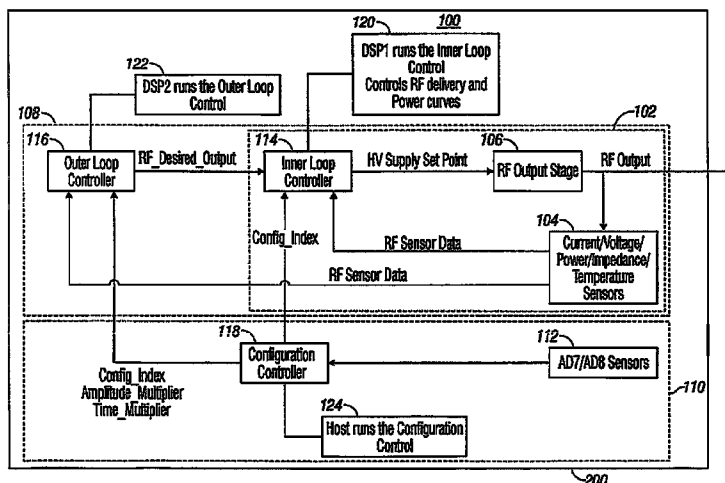 100
120
DSP1 runs the Inner Loop
Control
Controls RF delivery and
Power curves
122
DSP2 runs the Outer Loop
Control
108
102
116
Outer Loop
Controller
RF_Desired_Output
114
Inner Loop
Controller
HV Supply Set Point
106
RF Output Stage
RF Output
Config_Index
RF Sensor Data
104
Current/Voltage/
Power/Impedance/
Temperature
Sensors
RF Sensor Data
118
Configuration
Controller
112
AD7/AD8 Sensors
Config_Index
Amplitude_Multiplier
Time_Multiplier
110
124
Host runs the Configuration
Control
200